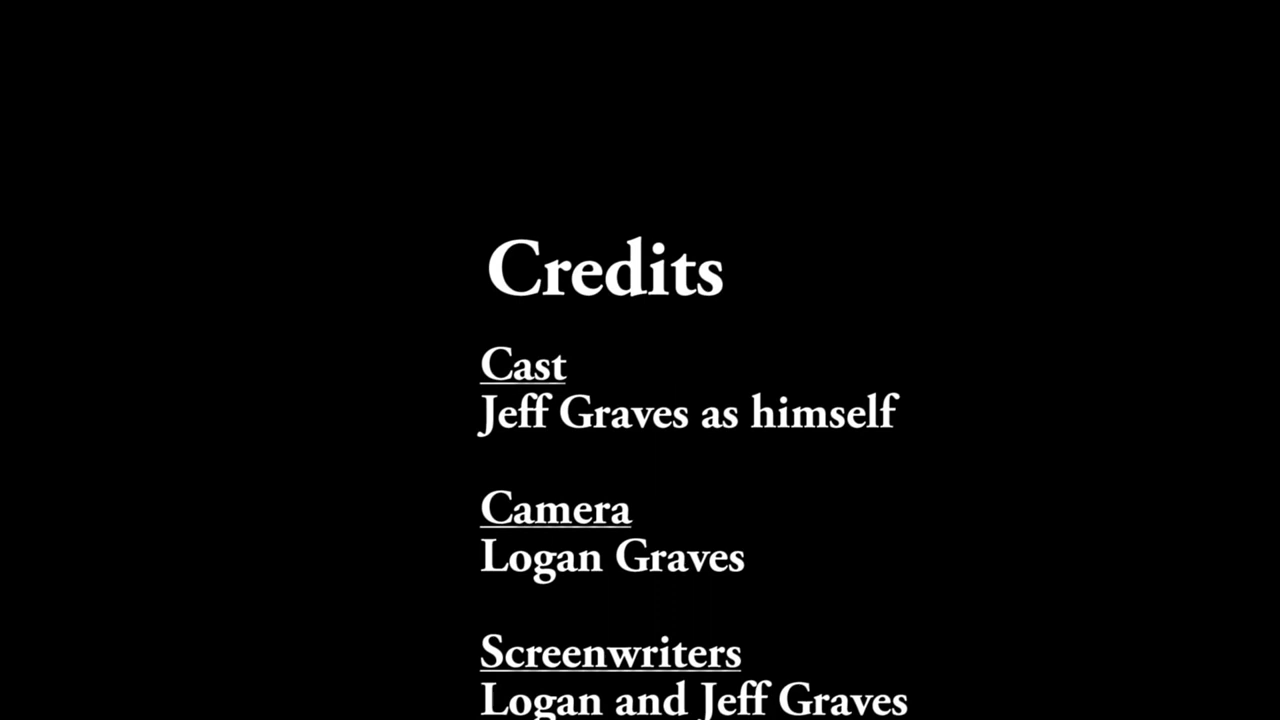 Credits
Cast
Jeff Graves as himself
Camera
Logan Graves
Screenwriters
Logan and Jeff Graves